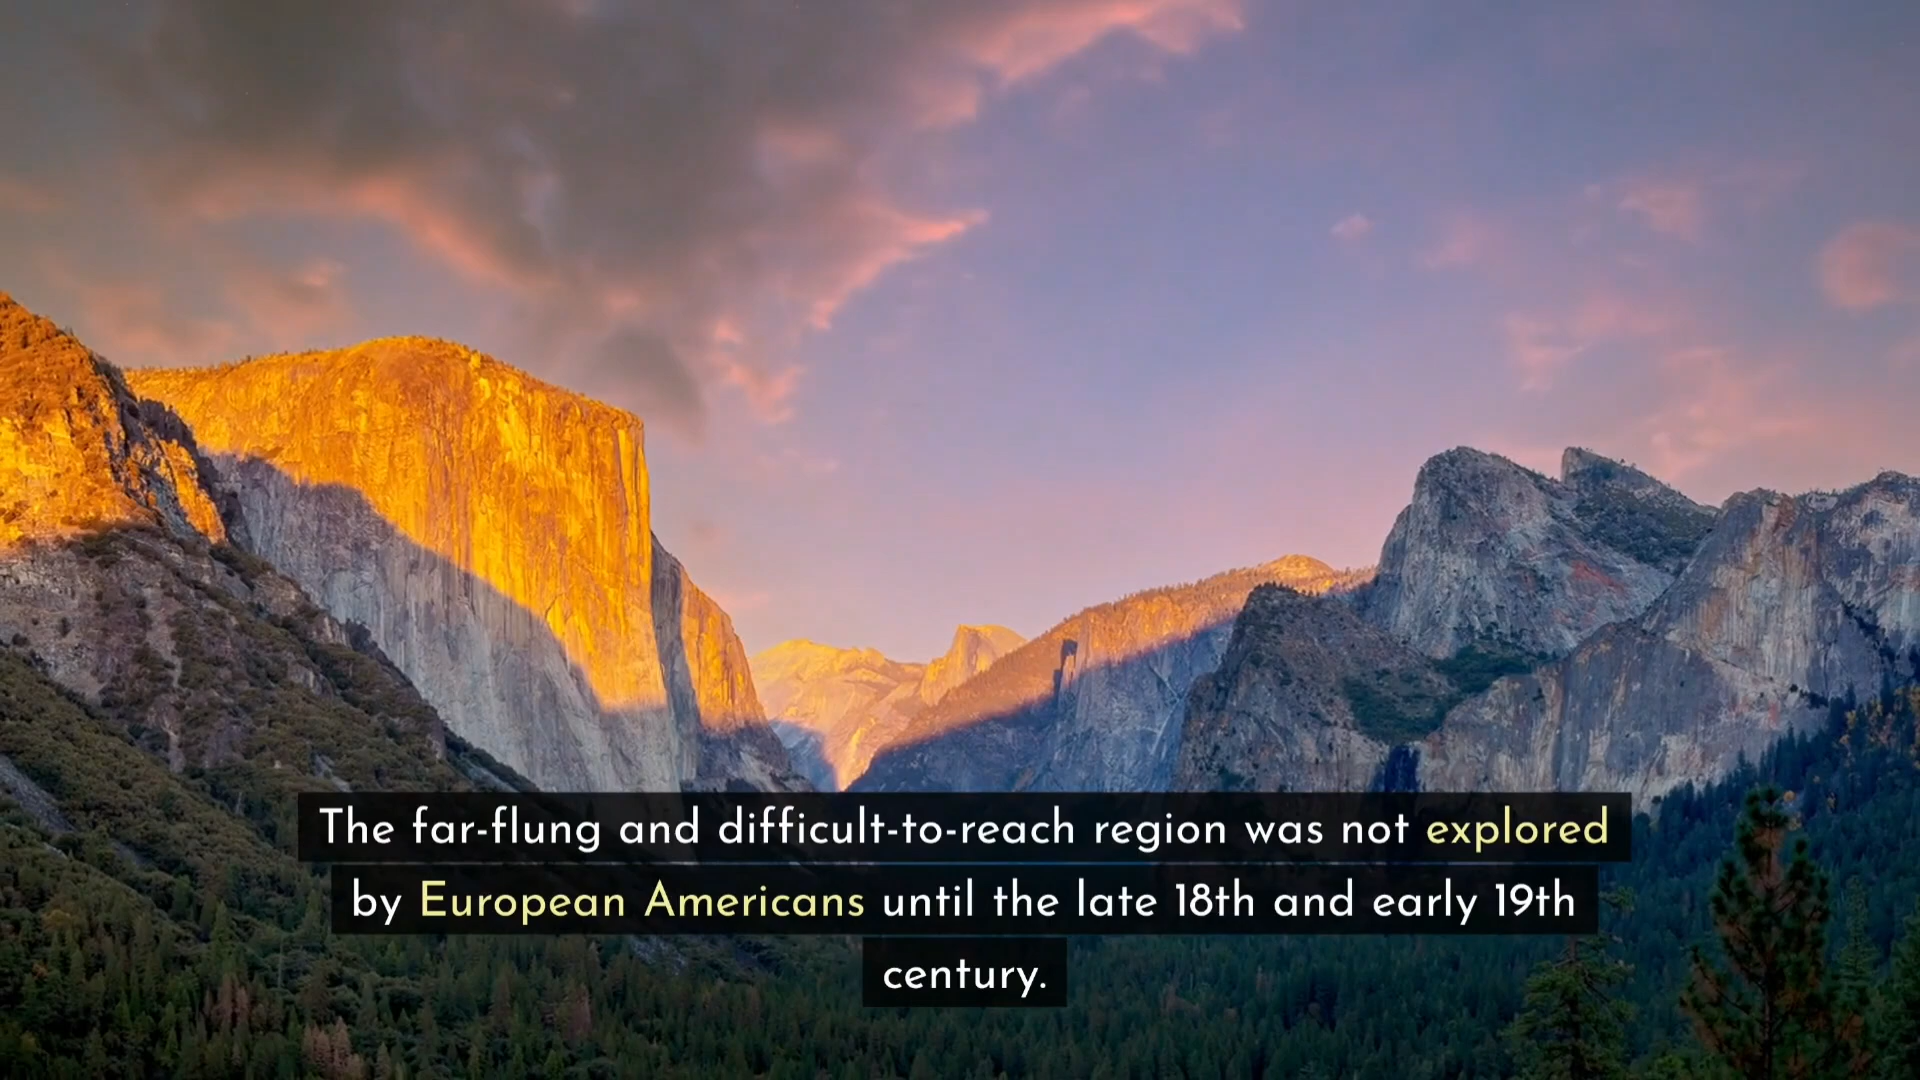 The far-flung and difficult-to-reach region was not explored
by European Americans until the late 18th and early 19th
century.